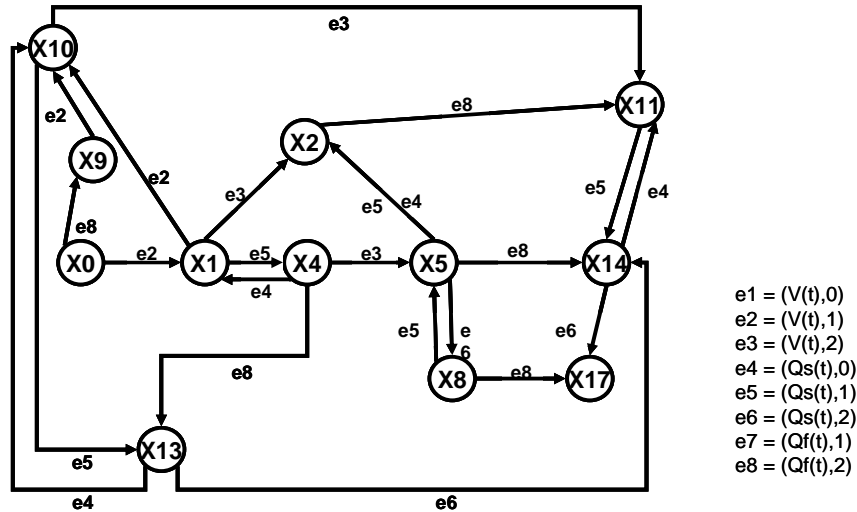 e3
X10
e8
X11
e2
X2
X9
e2
e3
e5
e4
e5
e4
e8
X0
e2
X1
e5
X4
e3
X5
e8
X14
e4
e1 = (V(t),0)
e2 = (V(t),1)
e3 = (V(t),2)
e4 = (Qs(t),0)
e5 = (Qs(t),1)
e6 = (Qs(t),2)
e7 = (Qf(t),1)
e8 = (Qf(t),2)
e5
e
6
e6
e8
X8
e8
X17
X13
e5
e4
e6